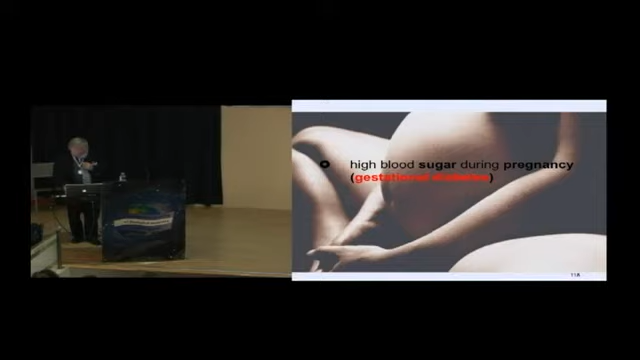 high blood sugar during pregnancy
(gestational diabetes)